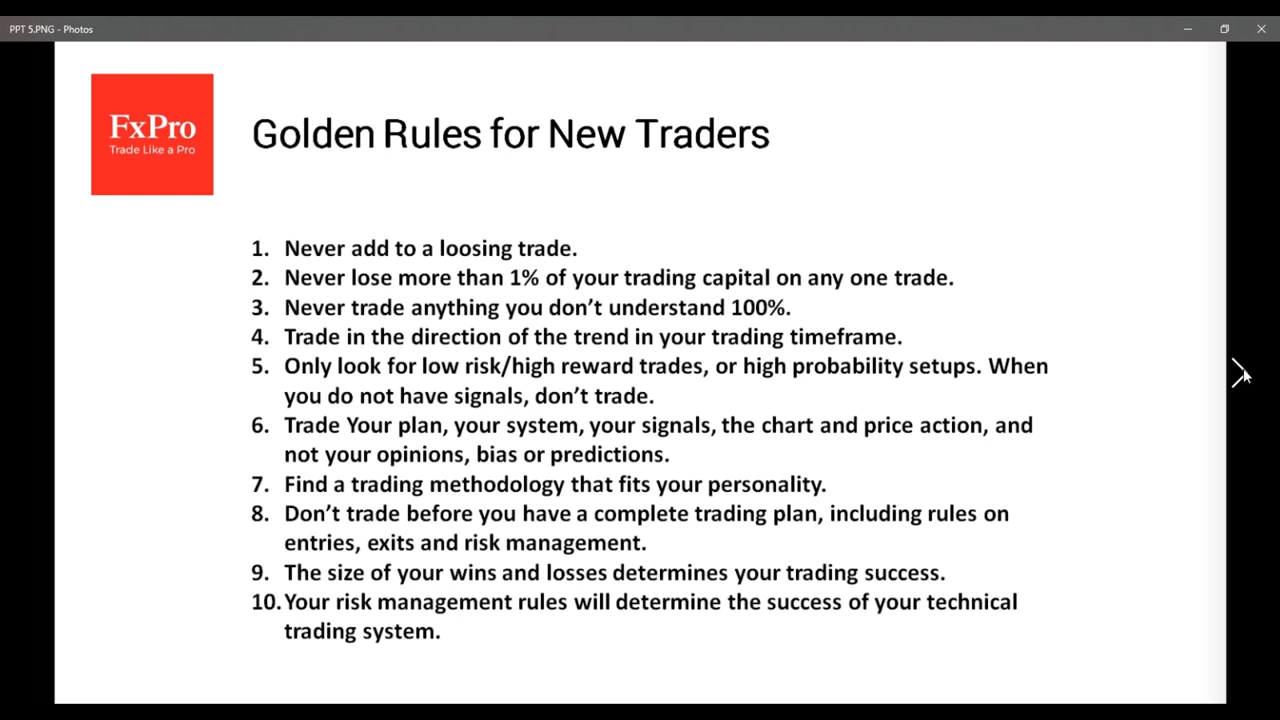 PPT 5.PNG - Photos
FxPro
Trade Like a Pro
Golden Rules for New Traders
1. Never add to a loosing trade.
2. Never lose more than 1% of your trading capital on any one trade.
3. Never trade anything you don’t understand 100%.
4. Trade in the direction of the trend in your trading timeframe.
5. Only look for low risk/high reward trades, or high probability setups. When
you do not have signals, don’t trade.
6. Trade Your plan, your system, your signals, the chart and price action, and
not your opinions, bias or predictions.
7. Find a trading methodology that fits your personality.
8. Don’t trade before you have a complete trading plan, including rules on
entries, exits and risk management.
9. The size of your wins and losses determines your trading success.
10. Your risk management rules will determine the success of your technical
trading system.